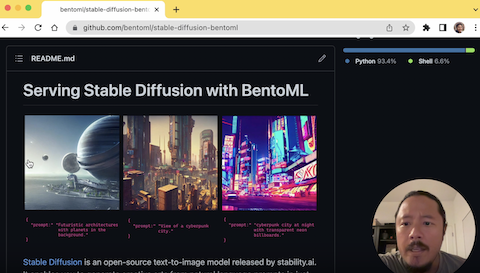 bentoml/stable-diffusion-bento
github.com/bentoml/stable-diffusion-bentoml
README.md
Python 93.4%
Shell 6.6%
Serving Stable Diffusion with BentoML
{
"prompt": "Futuristic architectures
with planets in the
background."
{
"prompt": "View of a cyberpunk
city "
{
"prompt": "cyberpunk city at night
with transparent neon
billboards."
Stable Diffusion is an open-source text-to-image model released by stability.ai.